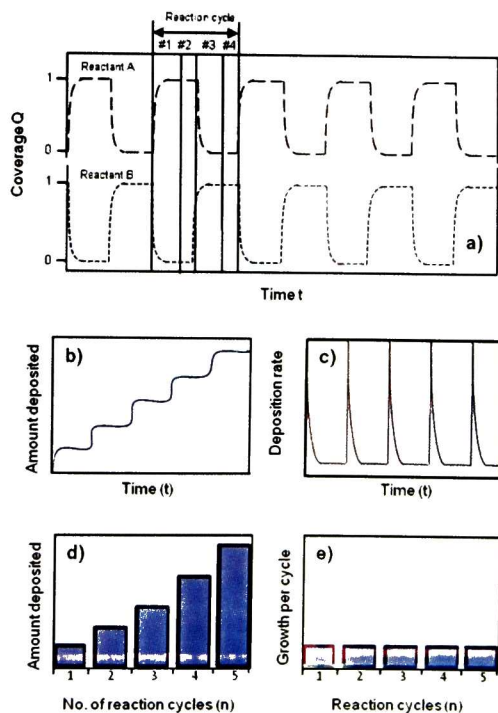 Reaction cycle
#1 #2 #3 #4
Reactant A
1
0
Reactant B
1
0
Coverage Q
a)
Time t
b)
Amount deposited
Time (t)
c)
Deposition rate
Time (t)
d)
Amount deposited
1 2 3 4 5
No. of reaction cycles (n)
e)
Growth per cycle
1 2 3 4 5
Reaction cycles (n)